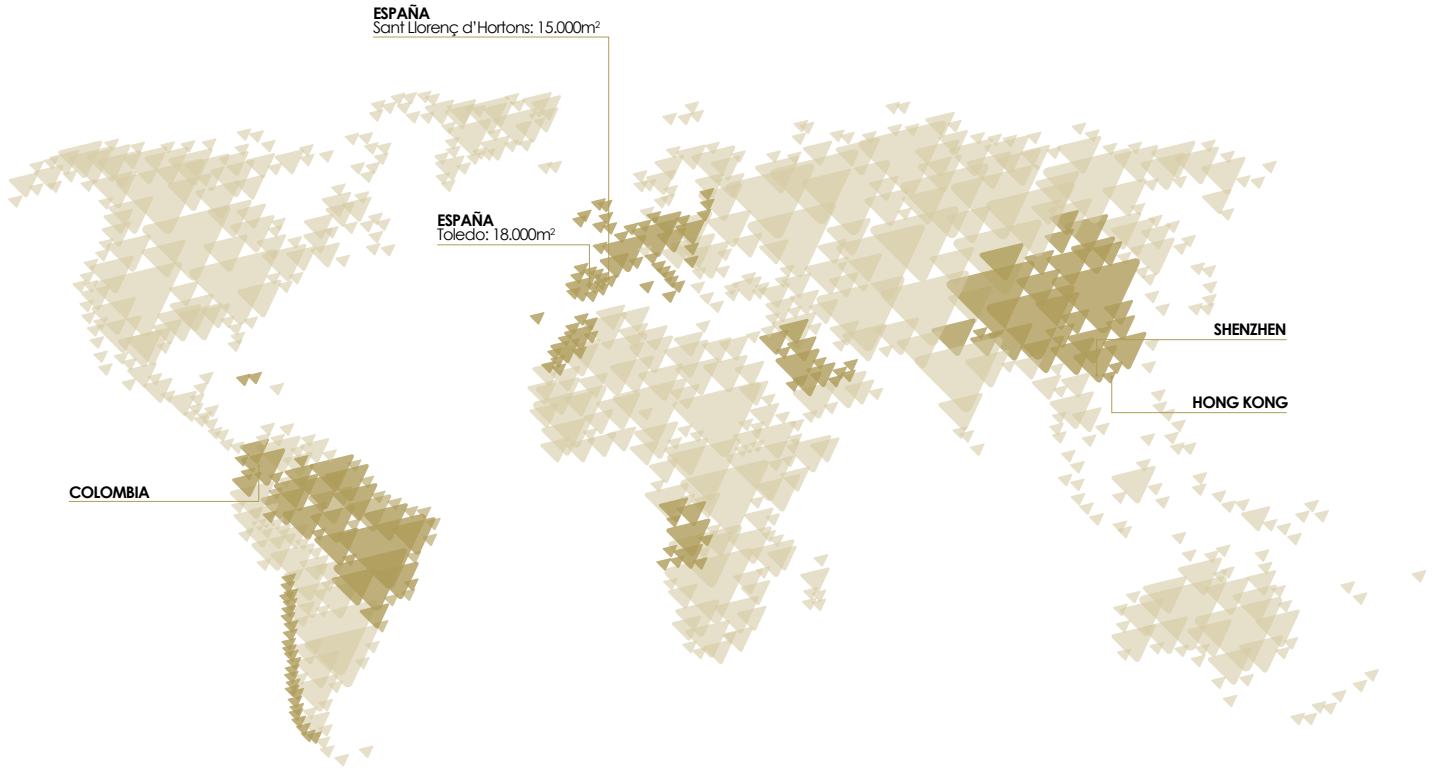 ESPAÑA
Sant Llorenç d'Hortons: 15.000m²
ESPAÑA
Toledo: 18.000m²
SHENZHEN
HONG KONG
COLOMBIA